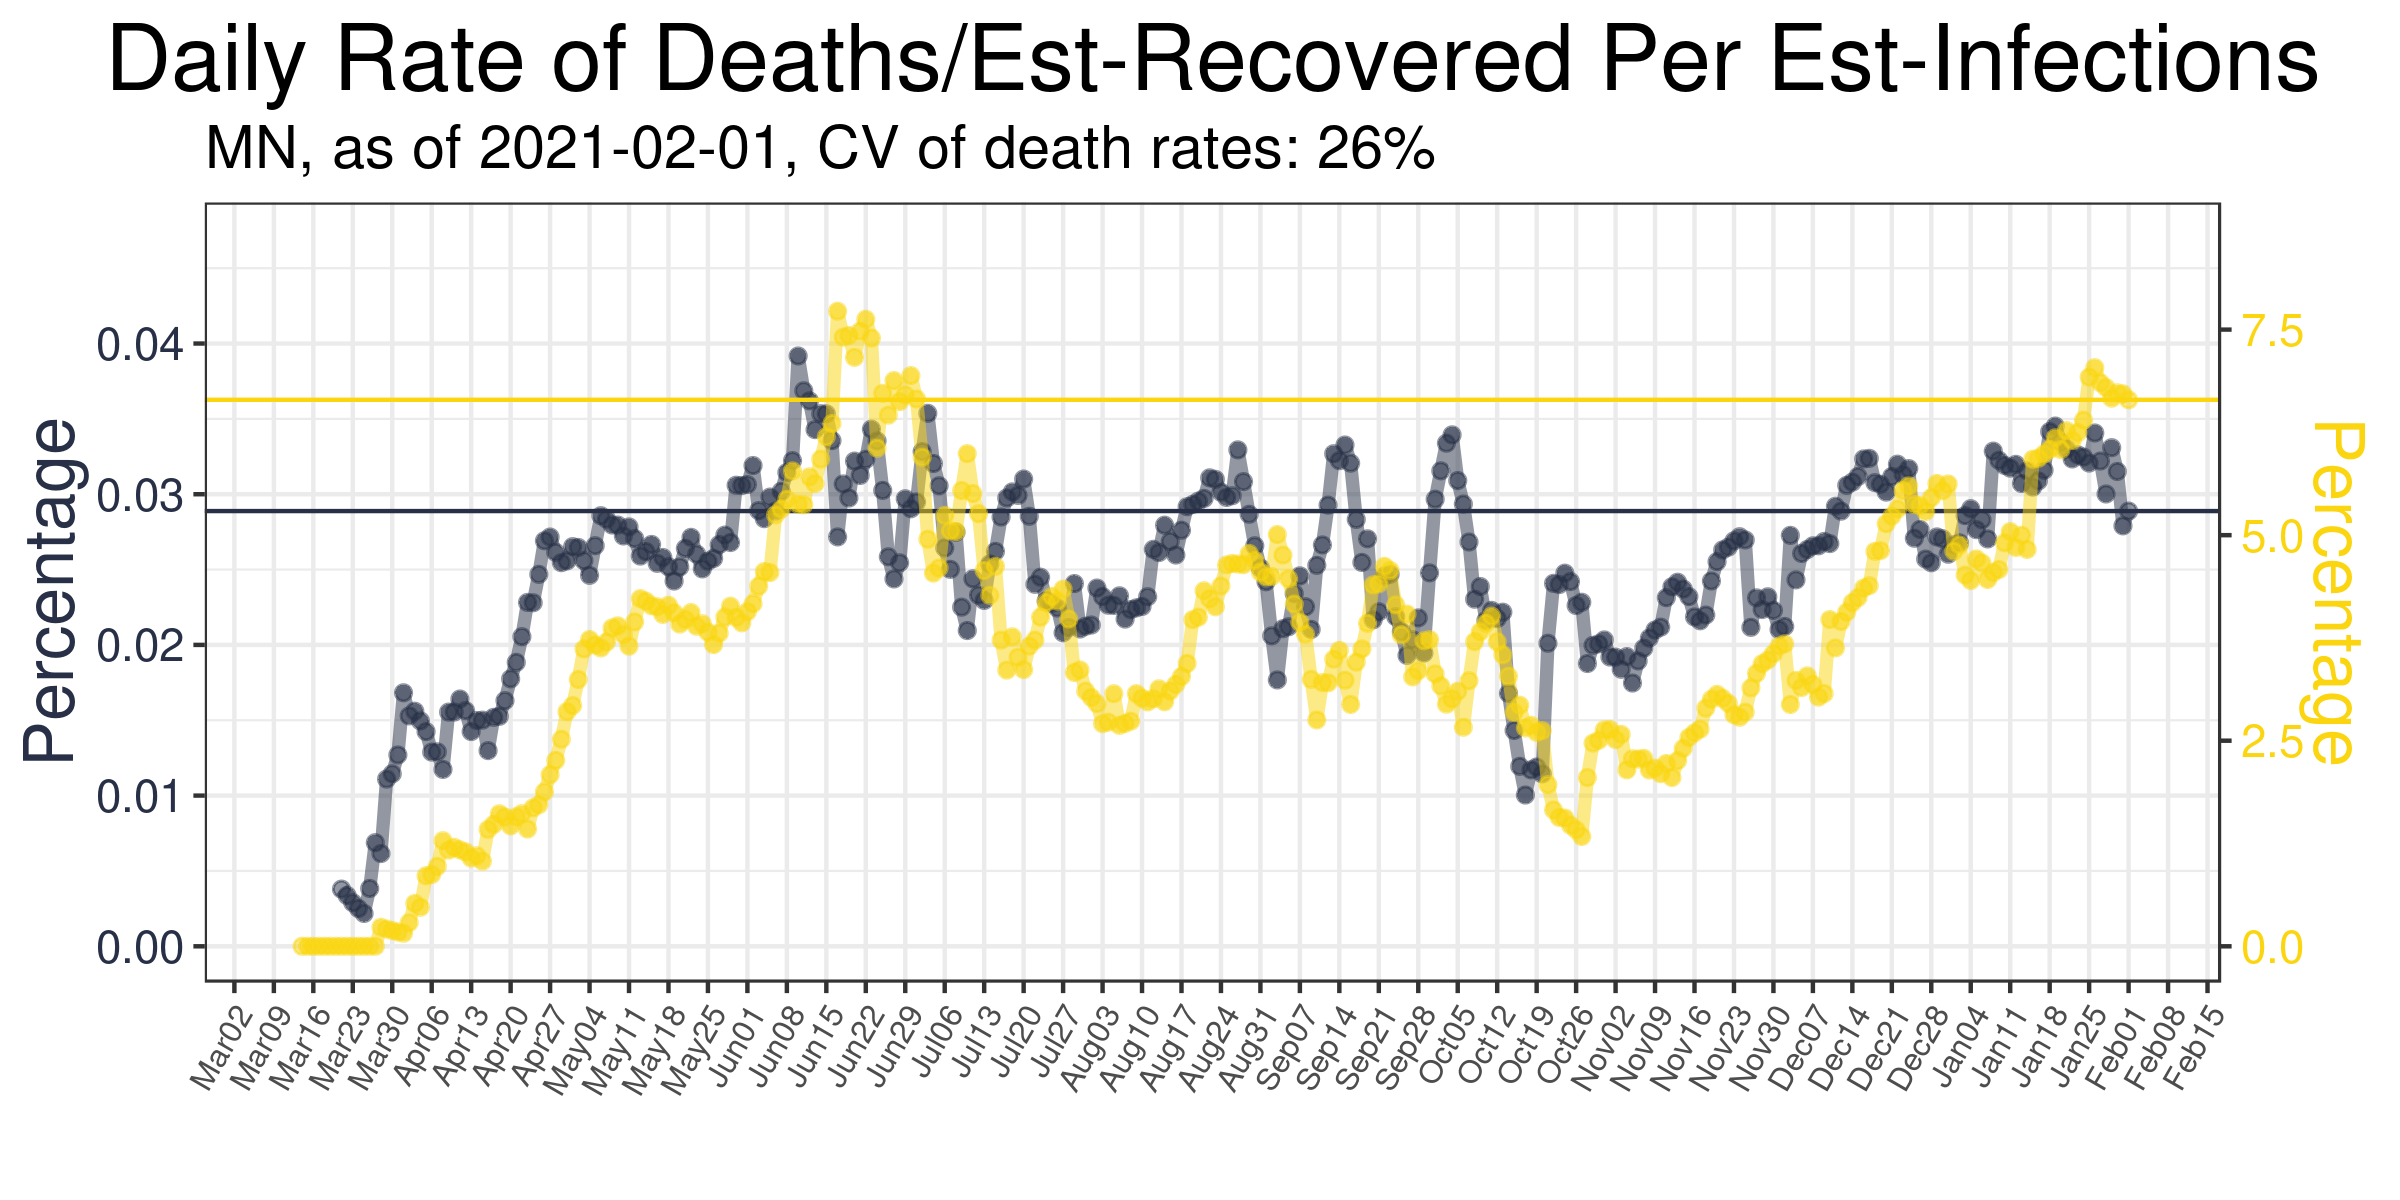 Daily Rate of Deaths/Est-Recovered Per Est-Infections
MN, as of 2021-02-01, CV of death rates: 26%
Percentage
0.04
0.03
0.02
0.01
0.00
7.5
5.0
2.5
0.0
Percentage
Mar02
Mar09
Mar16
Mar23
Mar30
Apr06
Apr13
Apr20
Apr27
May04
May11
May18
May25
Jun01
Jun08
Jun15
Jun22
Jun29
Jul06
Jul13
Jul20
Jul27
Aug03
Aug10
Aug17
Aug24
Aug31
Sep07
Sep14
Sep21
Sep28
Oct05
Oct12
Oct19
Oct26
Nov02
Nov09
Nov16
Nov23
Nov30
Dec07
Dec14
Dec21
Dec28
Jan04
Jan11
Jan18
Jan25
Feb01
Feb08
Feb15